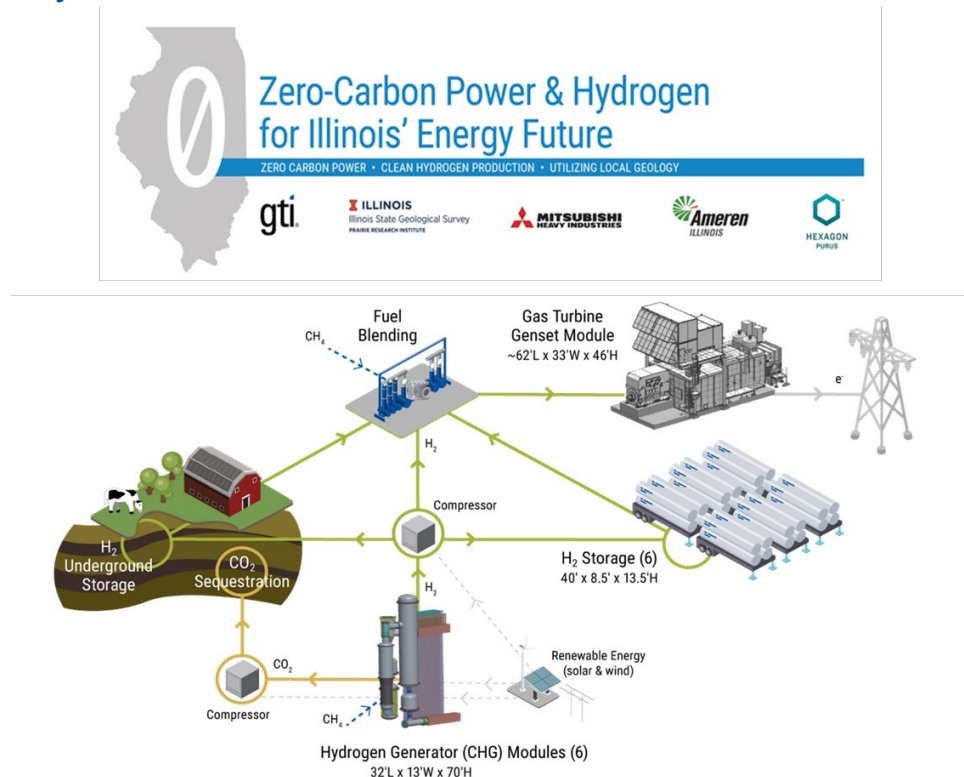 Zero-Carbon Power & Hydrogen
for Illinois' Energy Future
ZERO CARBON POWER • CLEAN HYDROGEN PRODUCTION • UTILIZING LOCAL GEOLOGY
gti
I ILLINOIS
Illinois State Geological Survey
PRAIRIE RESEARCH INSTITUTE
MITSUBISHI
HEAVY INDUSTRIES
Ameren
ILLINOIS
HEXAGON
PURUS
Fuel
Blending
CH₄
Gas Turbine
Genset Module
~62'L x 33'W x 46'H
e⁻
H₂
Compressor
H₂
Underground
Storage
CO₂
Sequestration
H₂ Storage (6)
40' x 8.5' x 13.5'H
H₂
Renewable Energy
(solar & wind)
CO₂
Compressor
CH₄
Hydrogen Generator (CHG) Modules (6)
32'L x 13'W x 70'H